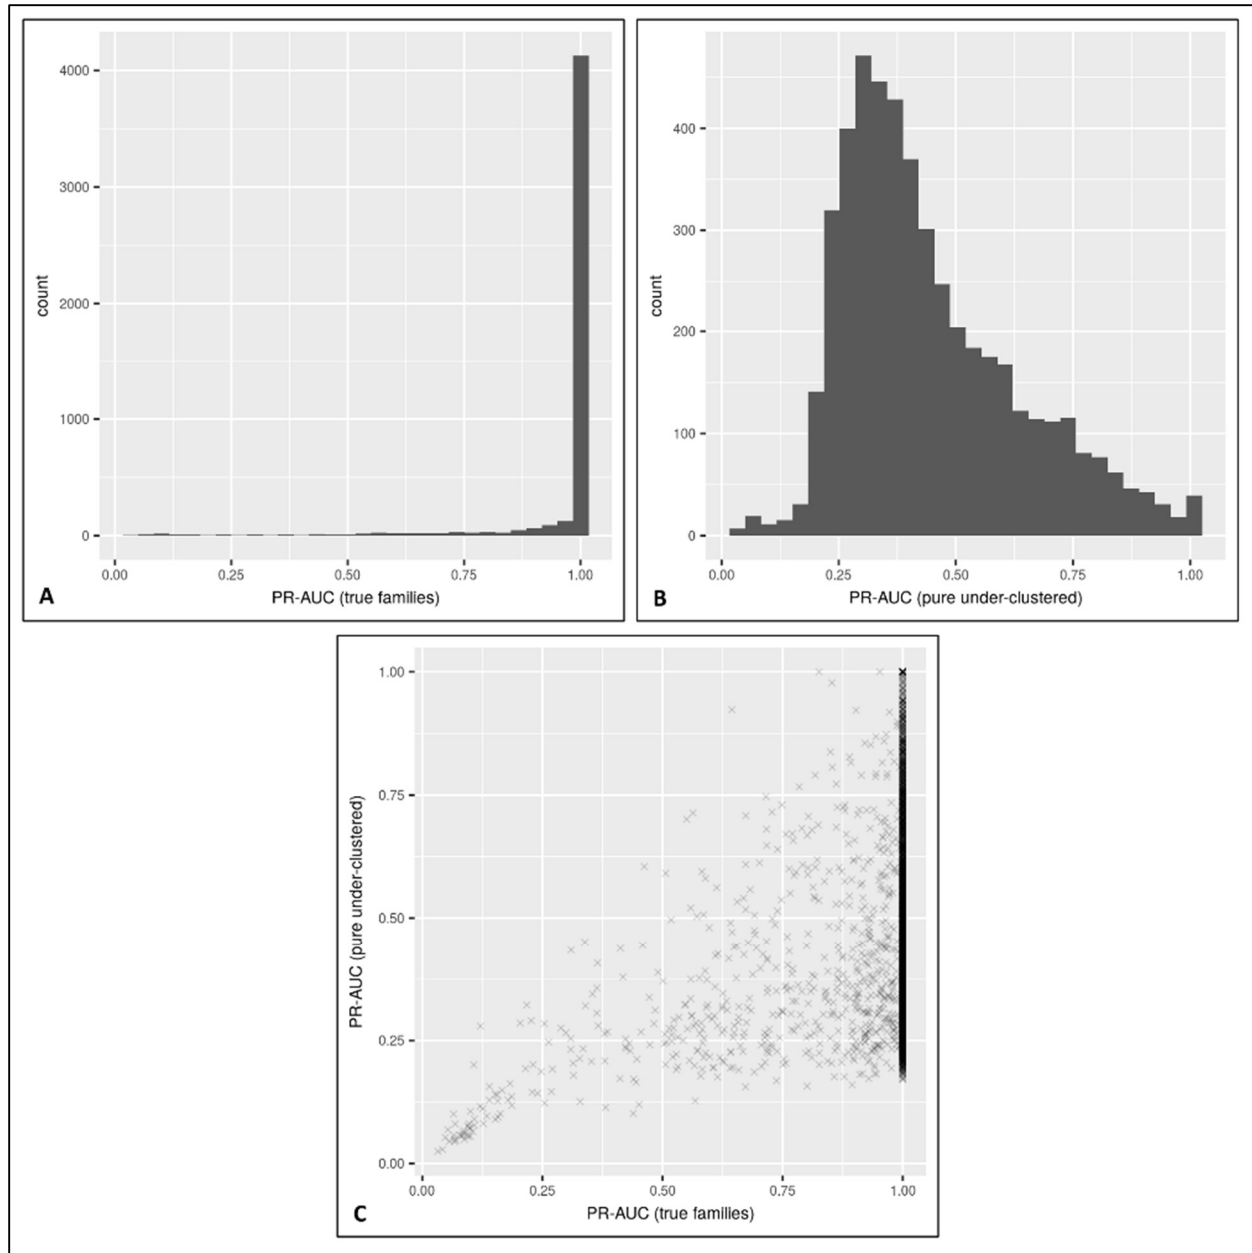 4000
3000
2000
1000
0
count
0.00 0.25 0.50 0.75 1.00
PR-AUC (true families)
A
400
300
200
100
0
count
0.00 0.25 0.50 0.75 1.00
PR-AUC (pure under-clustered)
B
1.00
0.75
0.50
0.25
0.00
PR-AUC (pure under-clustered)
0.00 0.25 0.50 0.75 1.00
PR-AUC (true families)
C